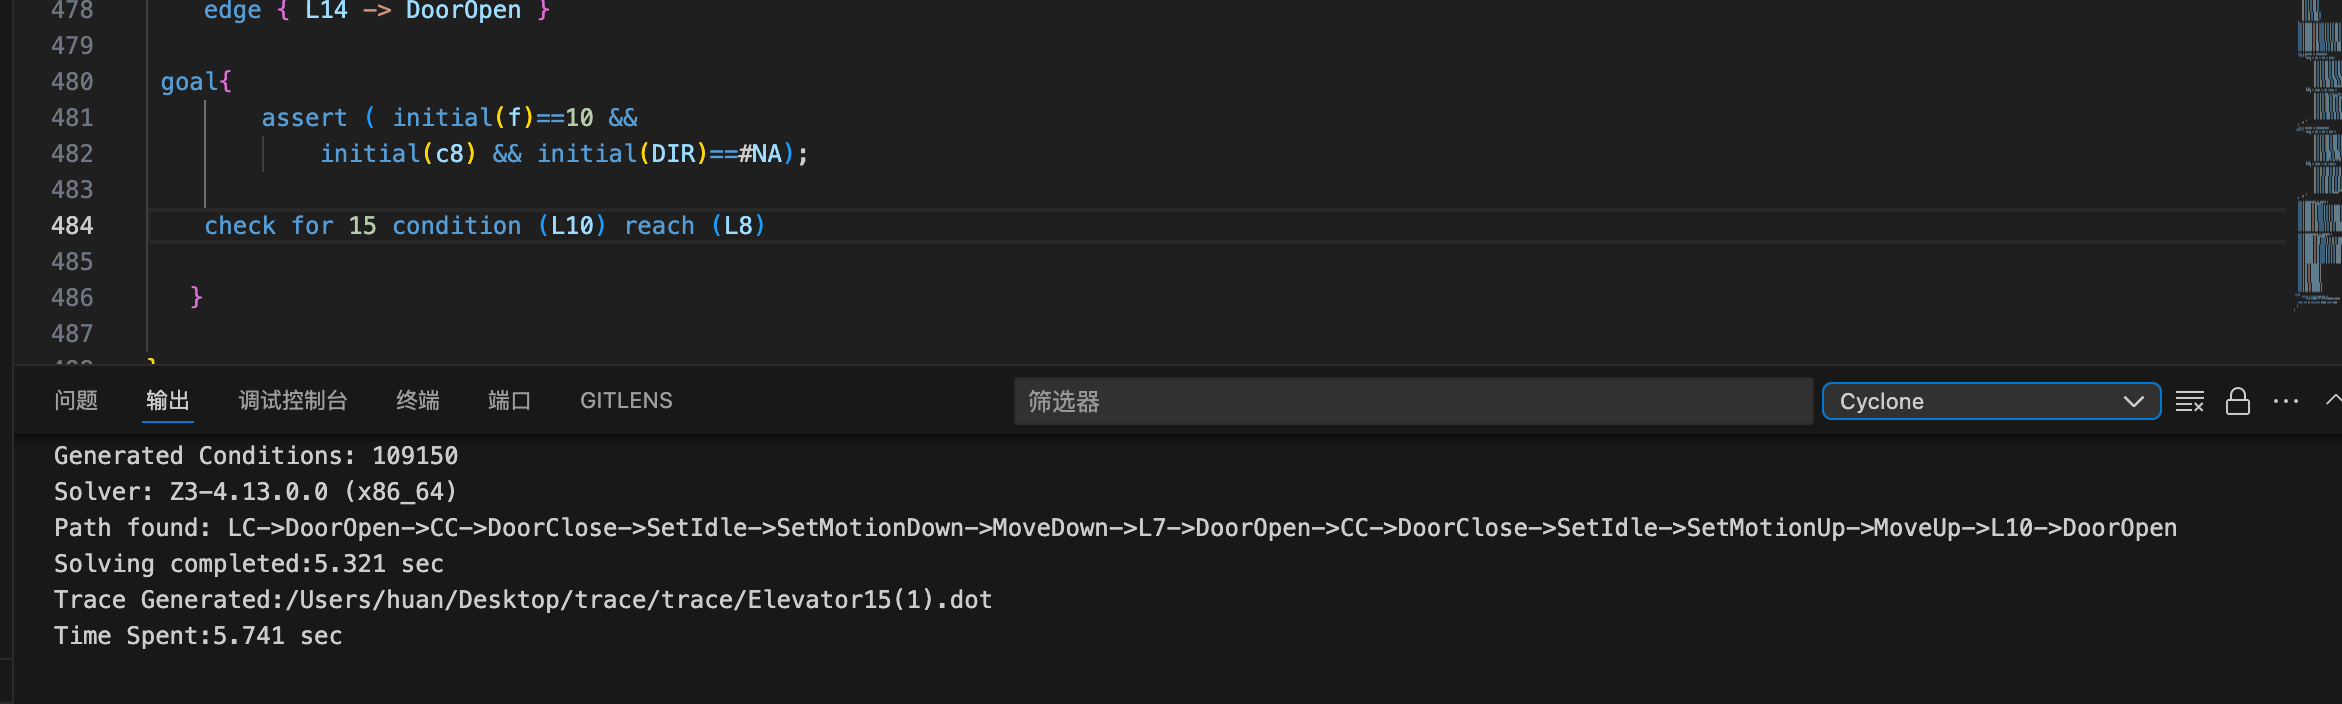 478 edge { L14 -> DoorOpen }
479
480 goal{
481 assert ( initial(f)==10 &&
482 initial(c8) && initial(DIR)==#NA);
483
484 check for 15 condition (L10) reach (L8)
485
486 }
487
}
问题 输出 调试控制台 终端 端口 GITLENS 筛选器 Cyclone
Generated Conditions: 109150
Solver: Z3-4.13.0.0 (x86_64)
Path found: LC->DoorOpen->CC->DoorClose->SetIdle->SetMotionDown->MoveDown->L7->DoorOpen->CC->DoorClose->SetIdle->SetMotionUp->MoveUp->L10->DoorOpen
Solving completed:5.321 sec
Trace Generated:/Users/huan/Desktop/trace/trace/Elevator15(1).dot
Time Spent:5.741 sec